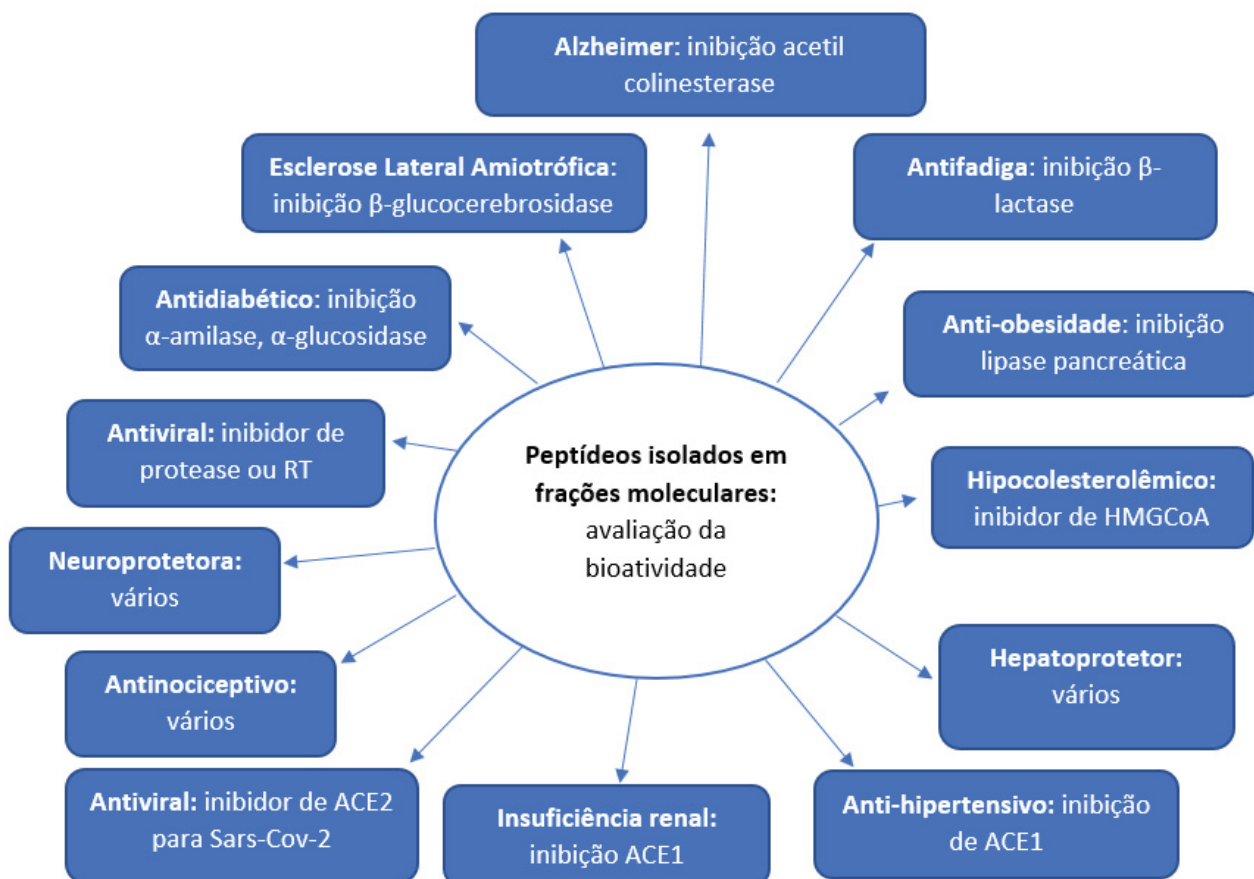 Alzheimer: inibição acetil
colinesterase
Esclerose Lateral Amiotrófica:
inibição β-glucocerebrosidase
Antifadiga: inibição β-
lactase
Antidiabético: inibição
α-amilase, α-glucosidase
Anti-obesidade: inibição
lipase pancreática
Antiviral: inibidor de
protease ou RT
Peptídeos isolados em
frações moleculares:
avaliação da
bioatividade
Hipocolesterolêmico:
inibidor de HMGCoA
Neuroprotetora:
vários
Hepatoprotetor:
vários
Antinociceptivo:
vários
Antiviral: inibidor de ACE2
para Sars-Cov-2
Insuficiência renal:
inibição ACE1
Anti-hipertensivo: inibição
de ACE1